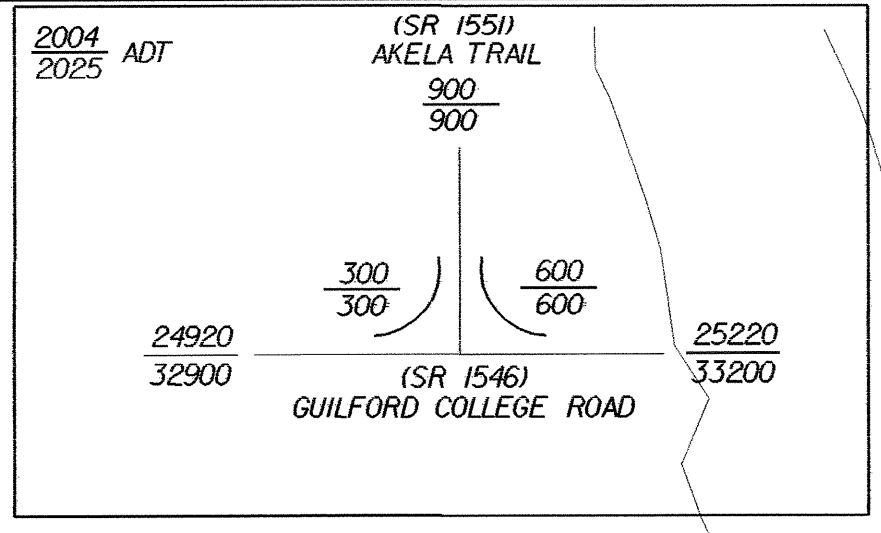 2004
2025 ADT
(SR 1551)
AKELA TRAIL
900
900
300
300
600
600
24920
32900
25220
33200
(SR 1546)
GUILFORD COLLEGE ROAD